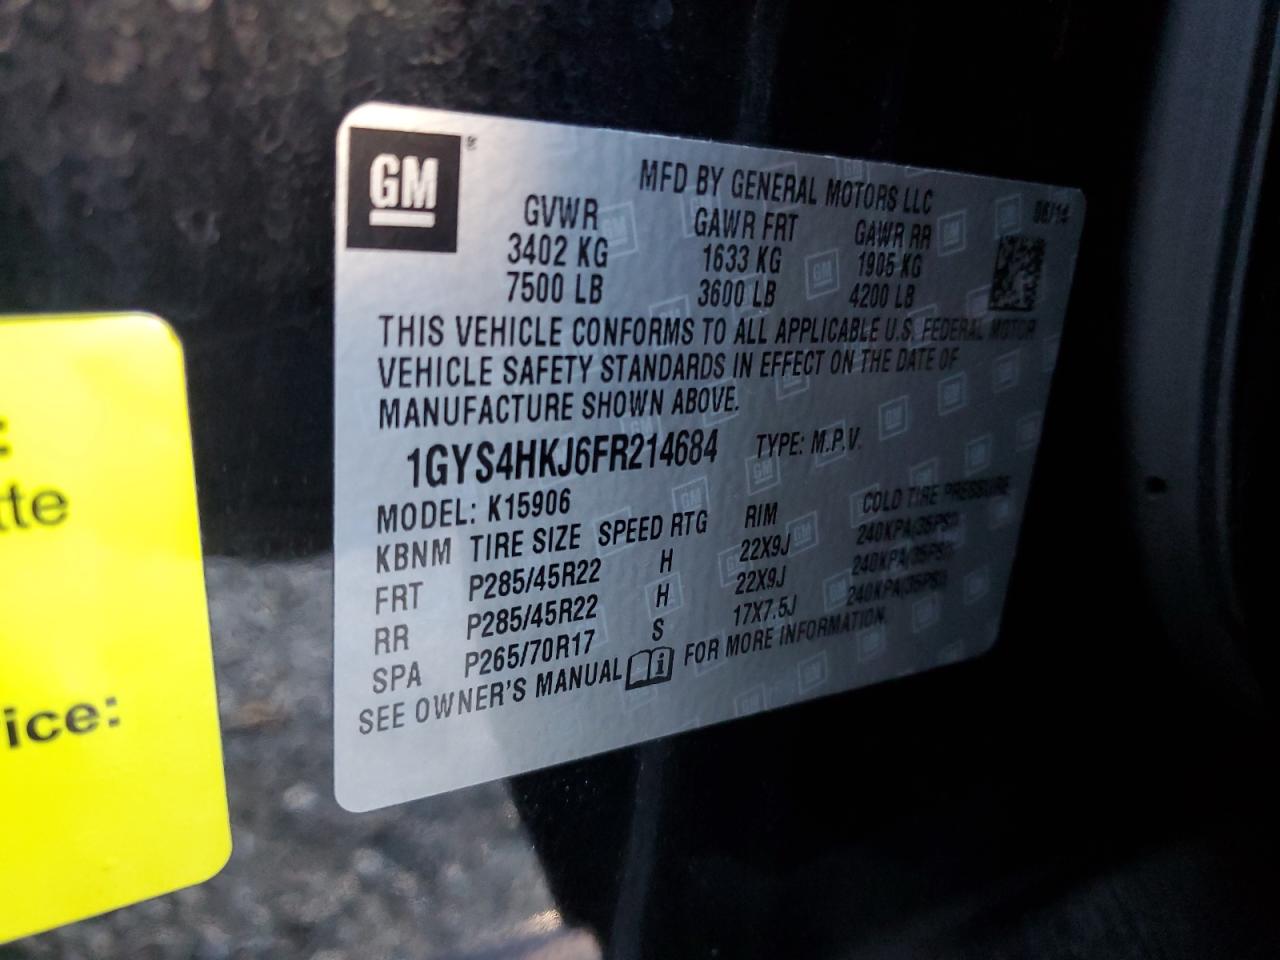 GM
®
MFD BY GENERAL MOTORS LLC
06/14
GVWR GAWR FRT GAWR RR
3402 KG 1633 KG 1905 KG
7500 LB 3600 LB 4200 LB
THIS VEHICLE CONFORMS TO ALL APPLICABLE U.S. FEDERAL MOTOR
VEHICLE SAFETY STANDARDS IN EFFECT ON THE DATE OF
MANUFACTURE SHOWN ABOVE.
1GYS4HKJ6FR214684 TYPE: M.P.V.
MODEL: K15906
KBNM TIRE SIZE SPEED RTG RIM COLD TIRE PRESSURE
FRT P285/45R22 H 22X9J 240KPA(35PSI)
RR P285/45R22 H 22X9J 240KPA(35PSI)
SPA P265/70R17 S 17X7.5J 240KPA(35PSI)
SEE OWNER'S MANUAL FOR MORE INFORMATION.
:
tte
ice: